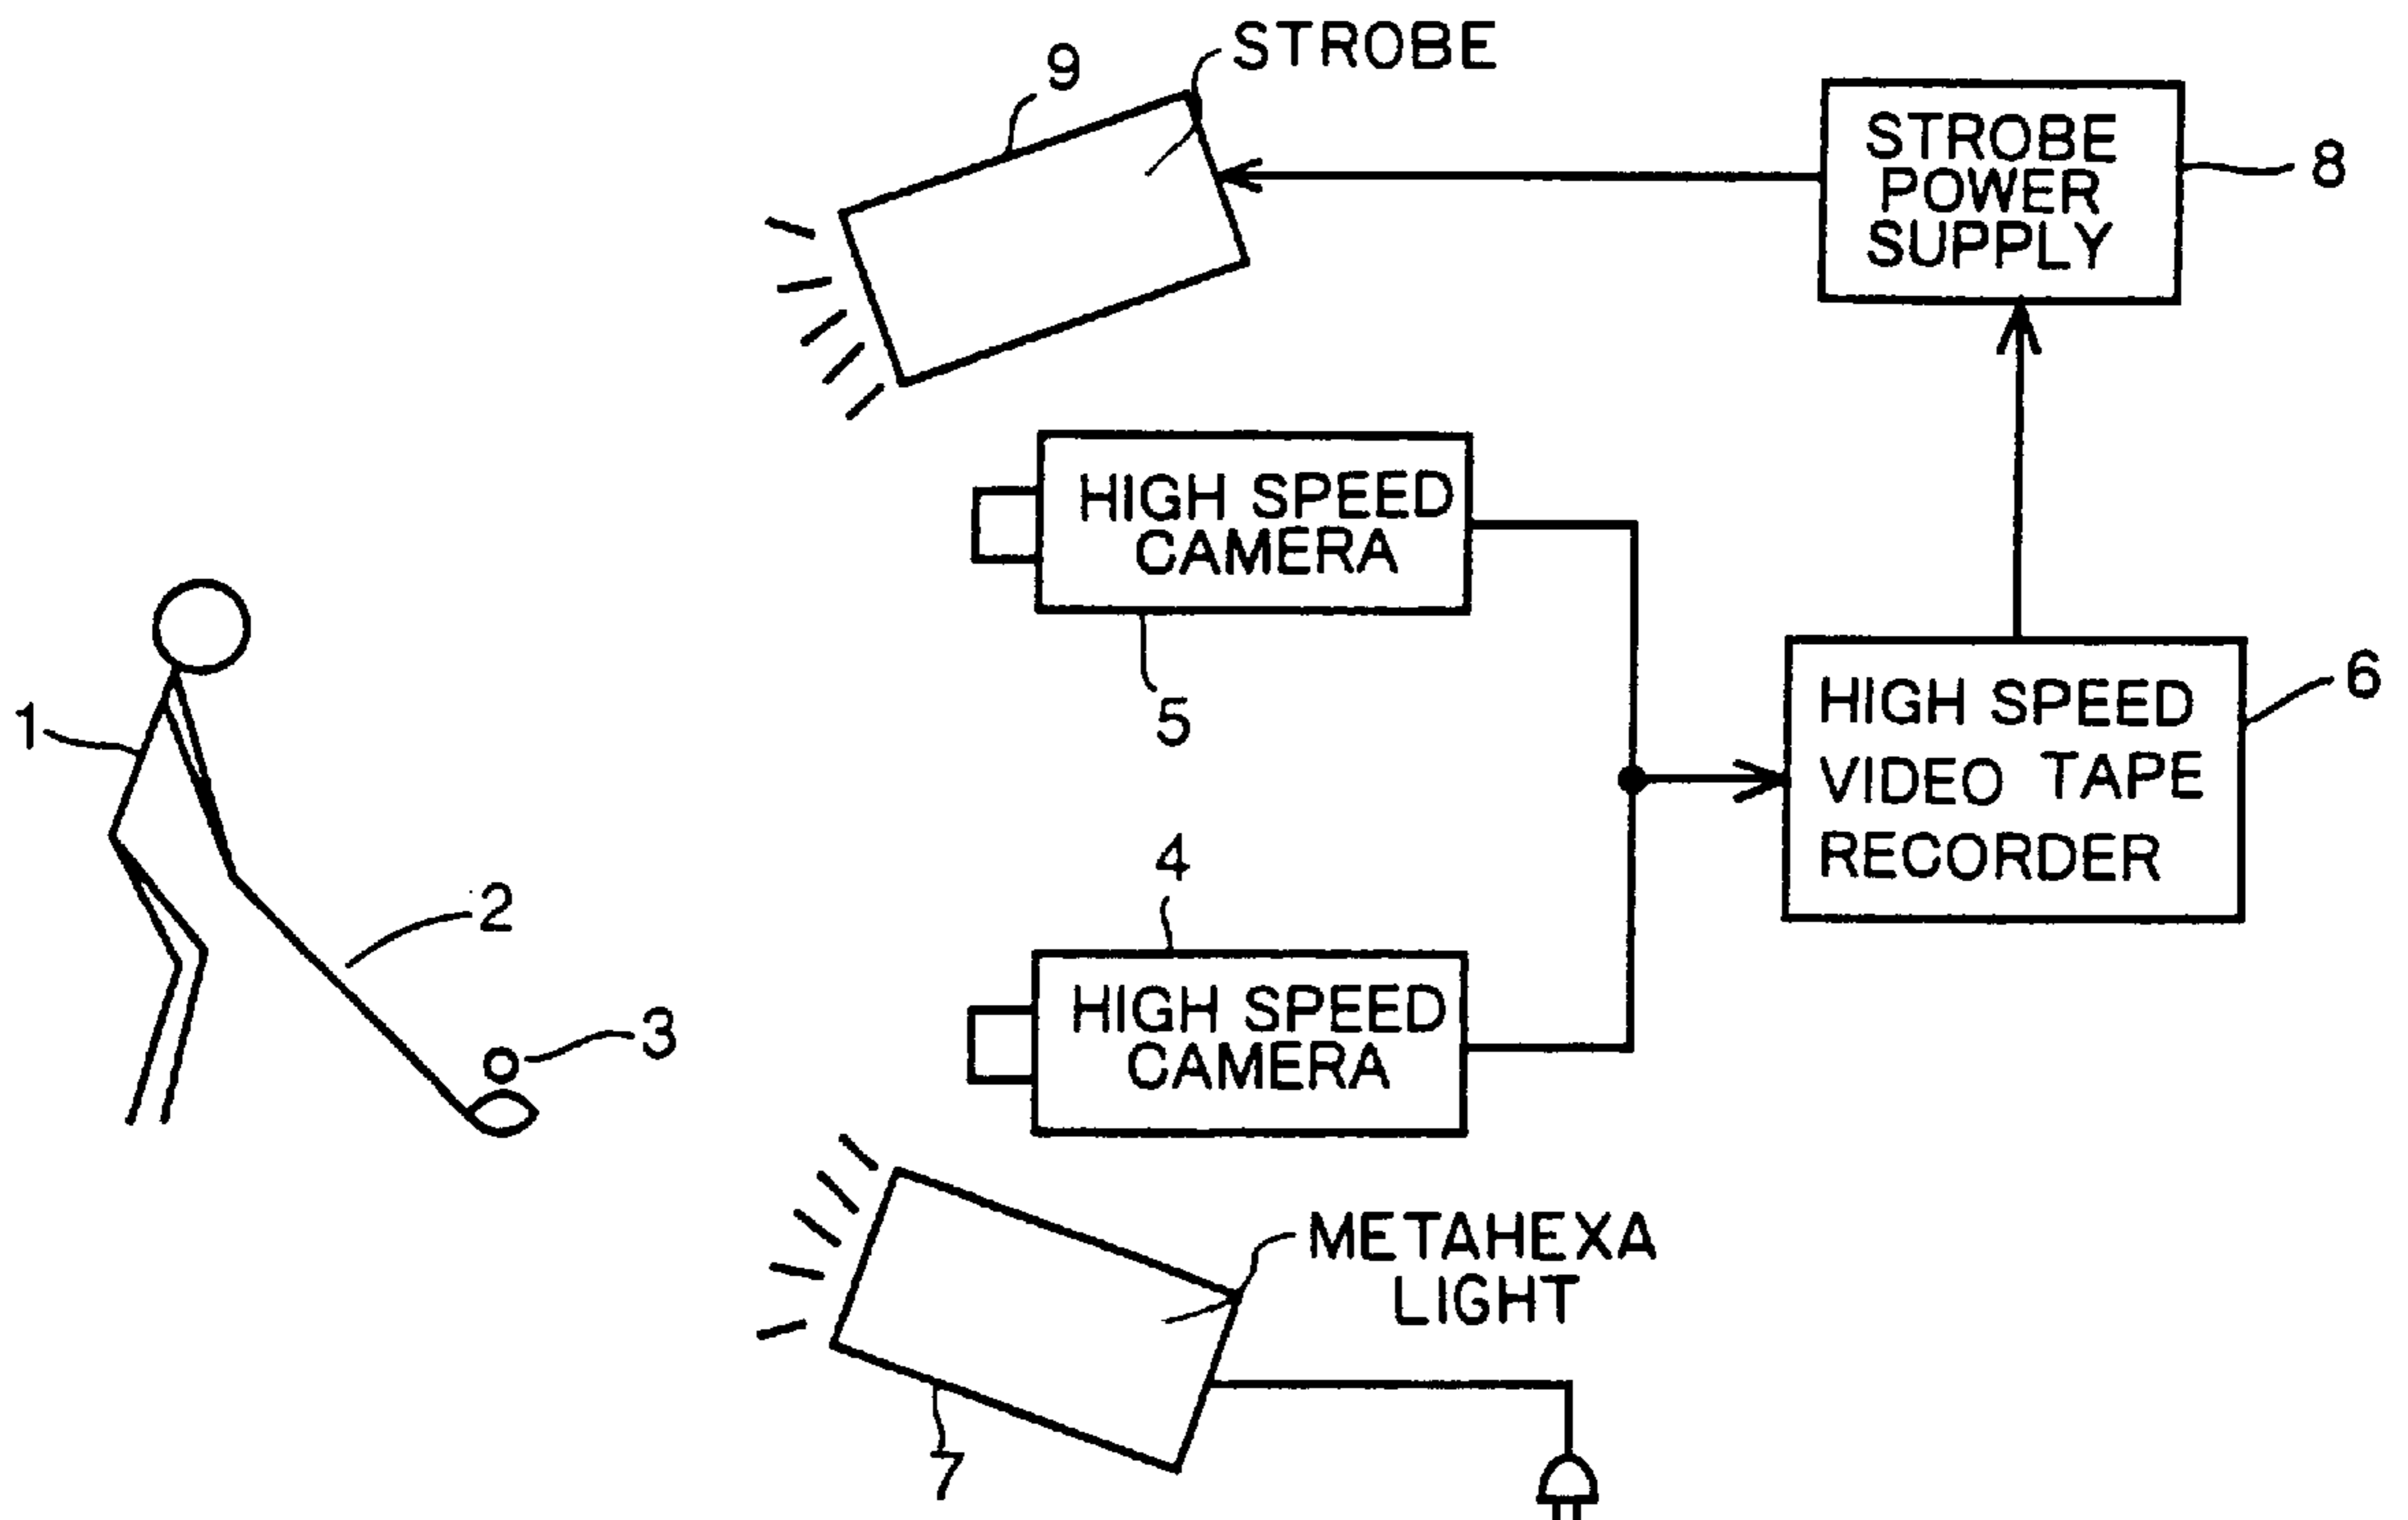 9
STROBE
STROBE
POWER
SUPPLY
8
HIGH SPEED
CAMERA
5
1
HIGH SPEED
VIDEO TAPE
RECORDER
6
2
3
4
HIGH SPEED
CAMERA
METAHEXA
LIGHT
7